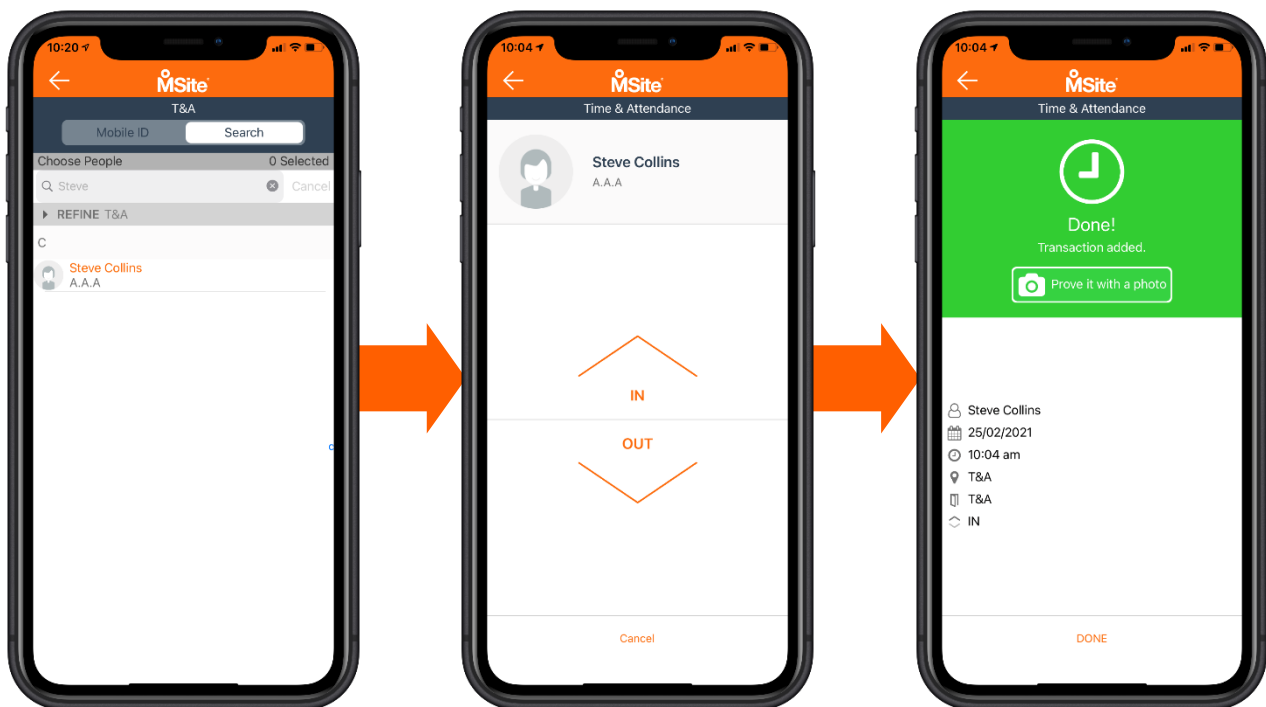 10:20
MSite
T&A
Mobile ID Search
Choose People 0 Selected
Steve Cancel
REFINE T&A
C
Steve Collins
A.A.A
10:04
MSite
Time & Attendance
Steve Collins
A.A.A
IN
OUT
Cancel
10:04
MSite
Time & Attendance
Done!
Transaction added.
Prove it with a photo
Steve Collins
25/02/2021
10:04 am
T&A
T&A
IN
DONE